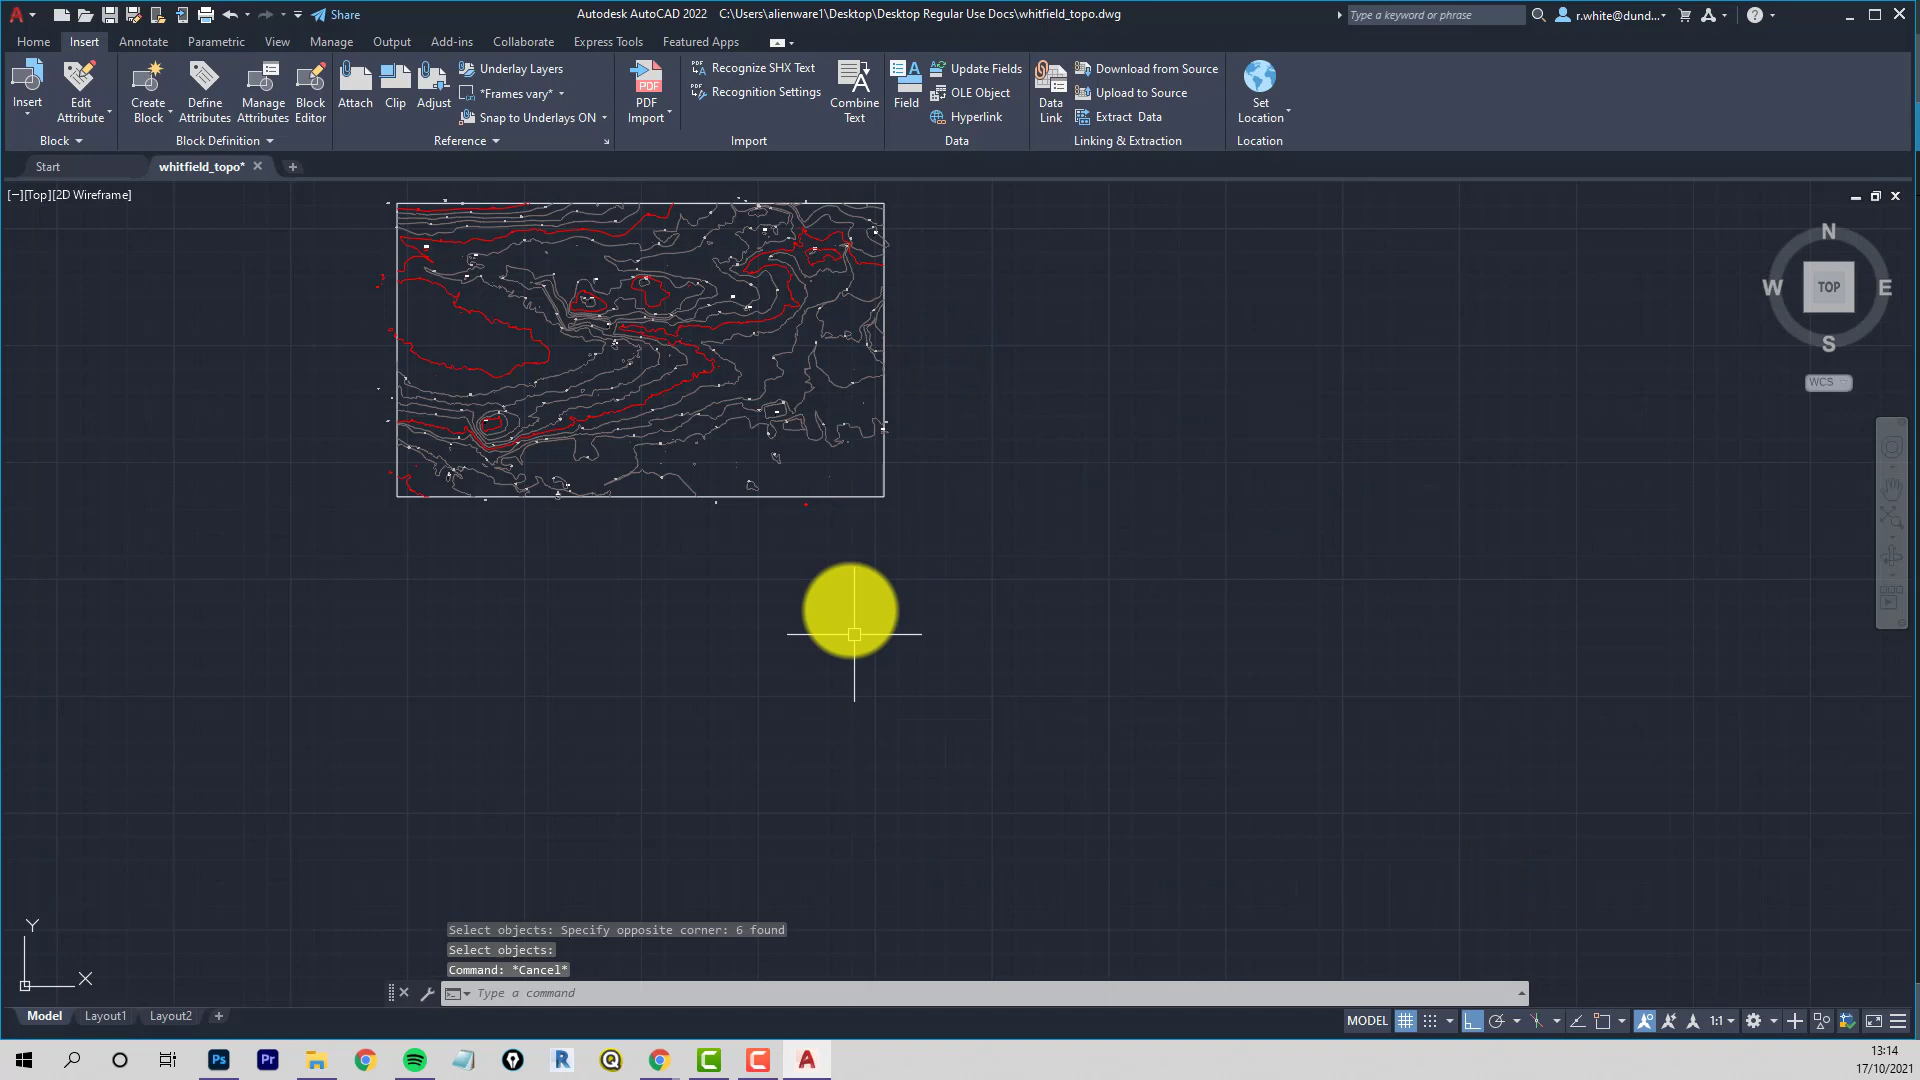 Share
Autodesk AutoCAD 2022 C:\Users\alienware1\Desktop\Desktop Regular Use Docs\whitfield_topo.dwg
Type a keyword or phrase
r.white@dund...
Home Insert Annotate Parametric View Manage Output Add-ins Collaborate Express Tools Featured Apps
Insert
Edit Attribute
Create Block
Define Attributes
Manage Attributes
Block Editor
Attach
Clip
Adjust
Underlay Layers
*Frames vary*
Snap to Underlays ON
PDF
PDF Import
Recognize SHX Text
Recognition Settings
Combine Text
Field
Update Fields
OLE Object
Hyperlink
Data Link
Download from Source
Upload to Source
Extract Data
Set Location
Block Block Definition Reference Import Data Linking & Extraction Location
Start whitfield_topo*
[−][Top][2D Wireframe]
N
W TOP E
S
WCS
Y
X
Select objects: Specify opposite corner: 6 found
Select objects:
Command: *Cancel*
Type a command
Model Layout1 Layout2
MODEL 1:1
Ps Pr R Q A
13:14
17/10/2021